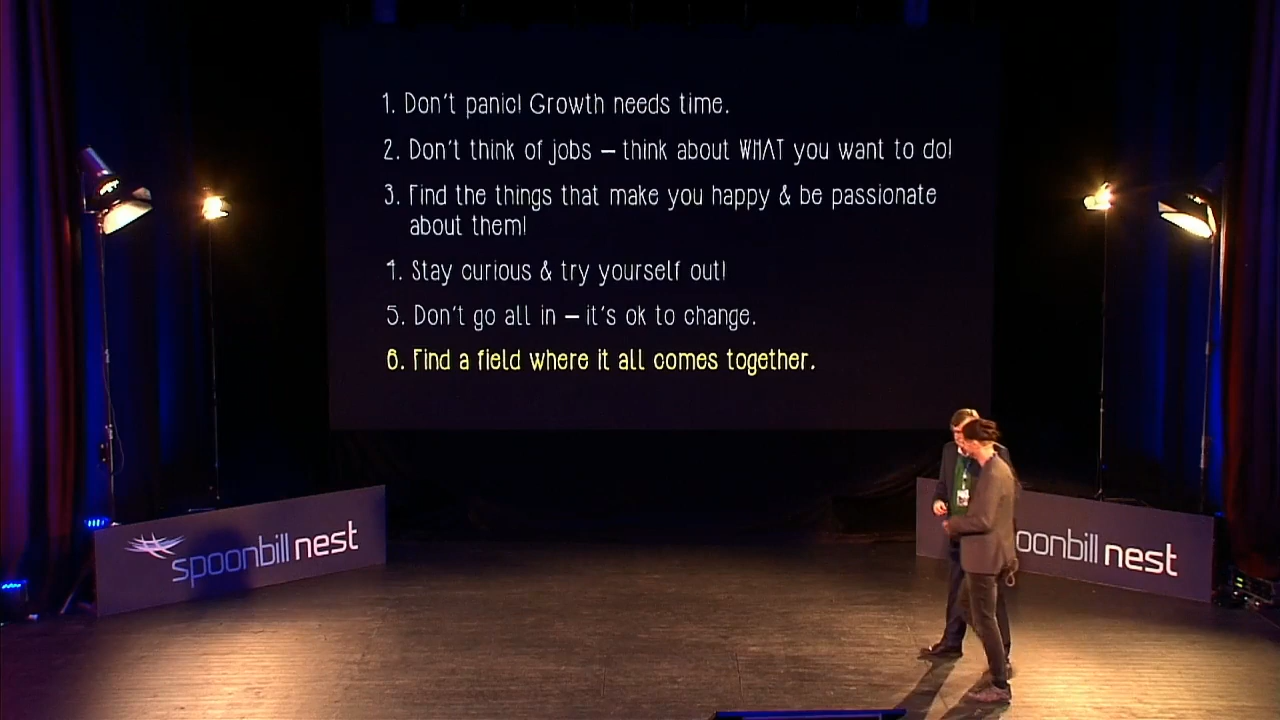 1. Don't panic! Growth needs time.
2. Don't think of jobs – think about WHAT you want to do!
3. Find the things that make you happy & be passionate
about them!
4. Stay curious & try yourself out!
5. Don't go all in – it's ok to change.
6. Find a field where it all comes together.
spoonbill nest
oonbill nest